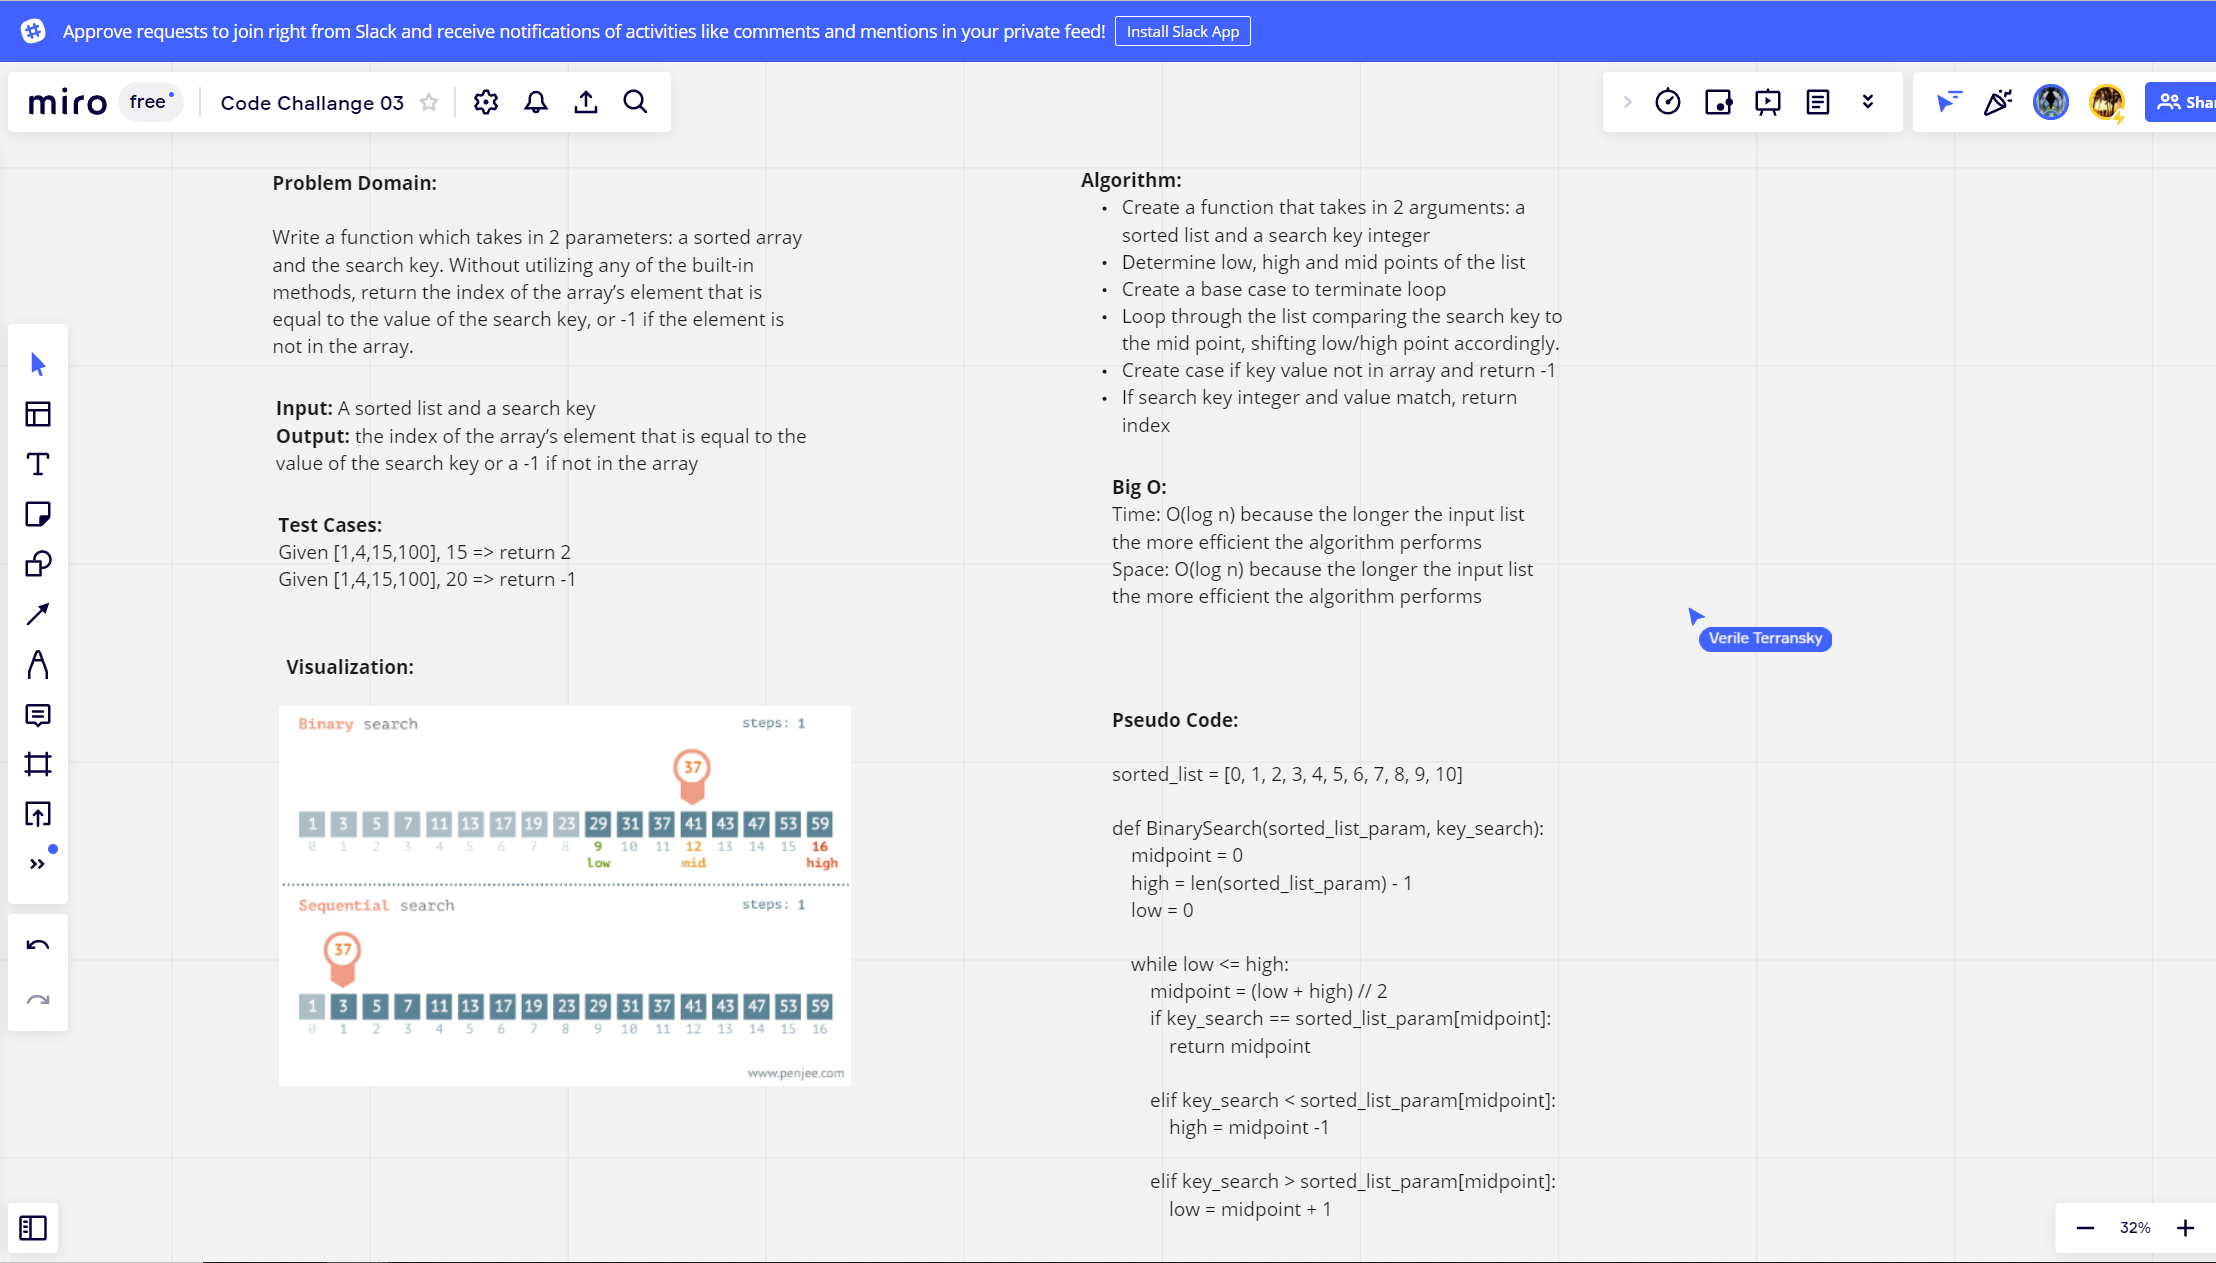 Approve requests to join right from Slack and receive notifications of activities like comments and mentions in your private feed! Install Slack App
miro free Code Challange 03
Sha
Problem Domain:
Write a function which takes in 2 parameters: a sorted array
and the search key. Without utilizing any of the built-in
methods, return the index of the array’s element that is
equal to the value of the search key, or -1 if the element is
not in the array.
Input: A sorted list and a search key
Output: the index of the array’s element that is equal to the
value of the search key or a -1 if not in the array
Test Cases:
Given [1,4,15,100], 15 => return 2
Given [1,4,15,100], 20 => return -1
Visualization:
Binary search steps: 1
37
1 3 5 7 11 13 17 19 23 29 31 37 41 43 47 53 59
0 1 2 3 4 5 6 7 8 9 10 11 12 13 14 15 16
low mid high
Sequential search steps: 1
37
1 3 5 7 11 13 17 19 23 29 31 37 41 43 47 53 59
0 1 2 3 4 5 6 7 8 9 10 11 12 13 14 15 16
www.penjee.com
Algorithm:
• Create a function that takes in 2 arguments: a
sorted list and a search key integer
• Determine low, high and mid points of the list
• Create a base case to terminate loop
• Loop through the list comparing the search key to
the mid point, shifting low/high point accordingly.
• Create case if key value not in array and return -1
• If search key integer and value match, return
index
Big O:
Time: O(log n) because the longer the input list
the more efficient the algorithm performs
Space: O(log n) because the longer the input list
the more efficient the algorithm performs
Verile Terransky
Pseudo Code:
sorted_list = [0, 1, 2, 3, 4, 5, 6, 7, 8, 9, 10]
def BinarySearch(sorted_list_param, key_search):
midpoint = 0
high = len(sorted_list_param) - 1
low = 0
while low <= high:
midpoint = (low + high) // 2
if key_search == sorted_list_param[midpoint]:
return midpoint
elif key_search < sorted_list_param[midpoint]:
high = midpoint -1
elif key_search > sorted_list_param[midpoint]:
low = midpoint + 1
32%